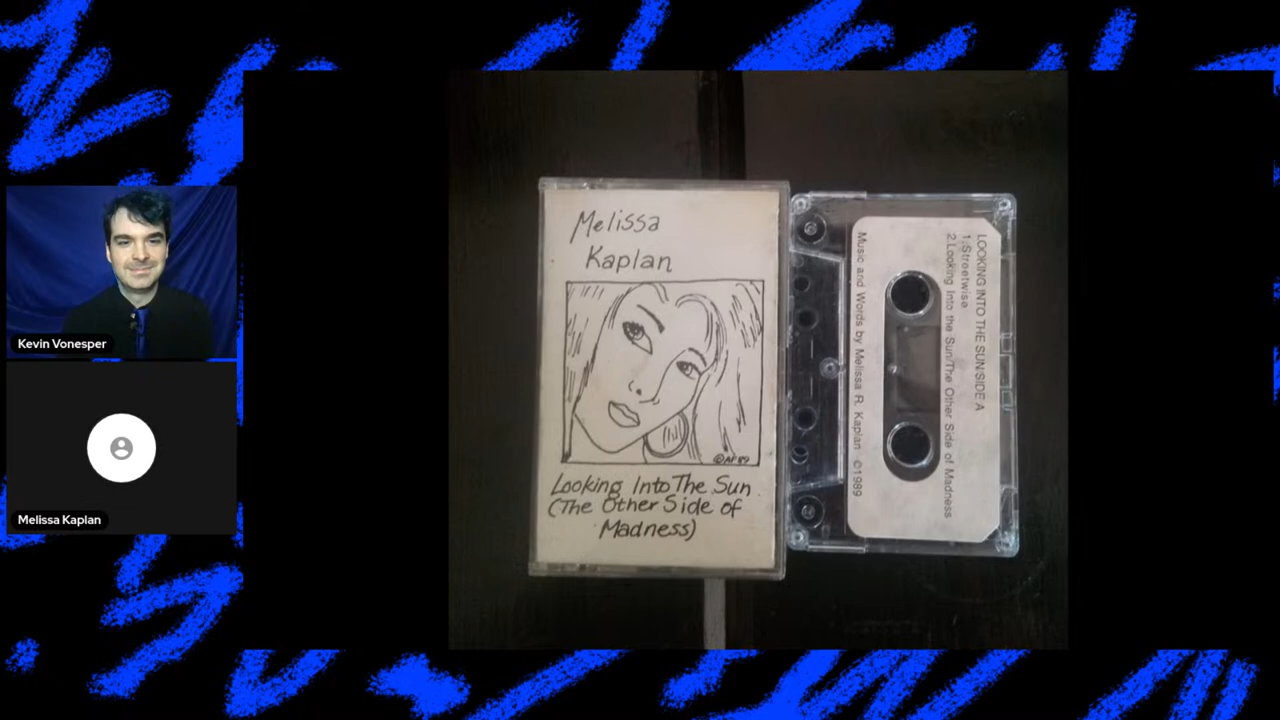 Kevin Vonesper
Melissa Kaplan
Melissa
Kaplan
©AF89
Looking Into The Sun
(The Other Side of
Madness)
LOOKING INTO THE SUN/SIDE A
1.Streetwise
2.Looking Into the Sun/The Other Side of Madness
Music and Words by Melissa R. Kaplan ©1989